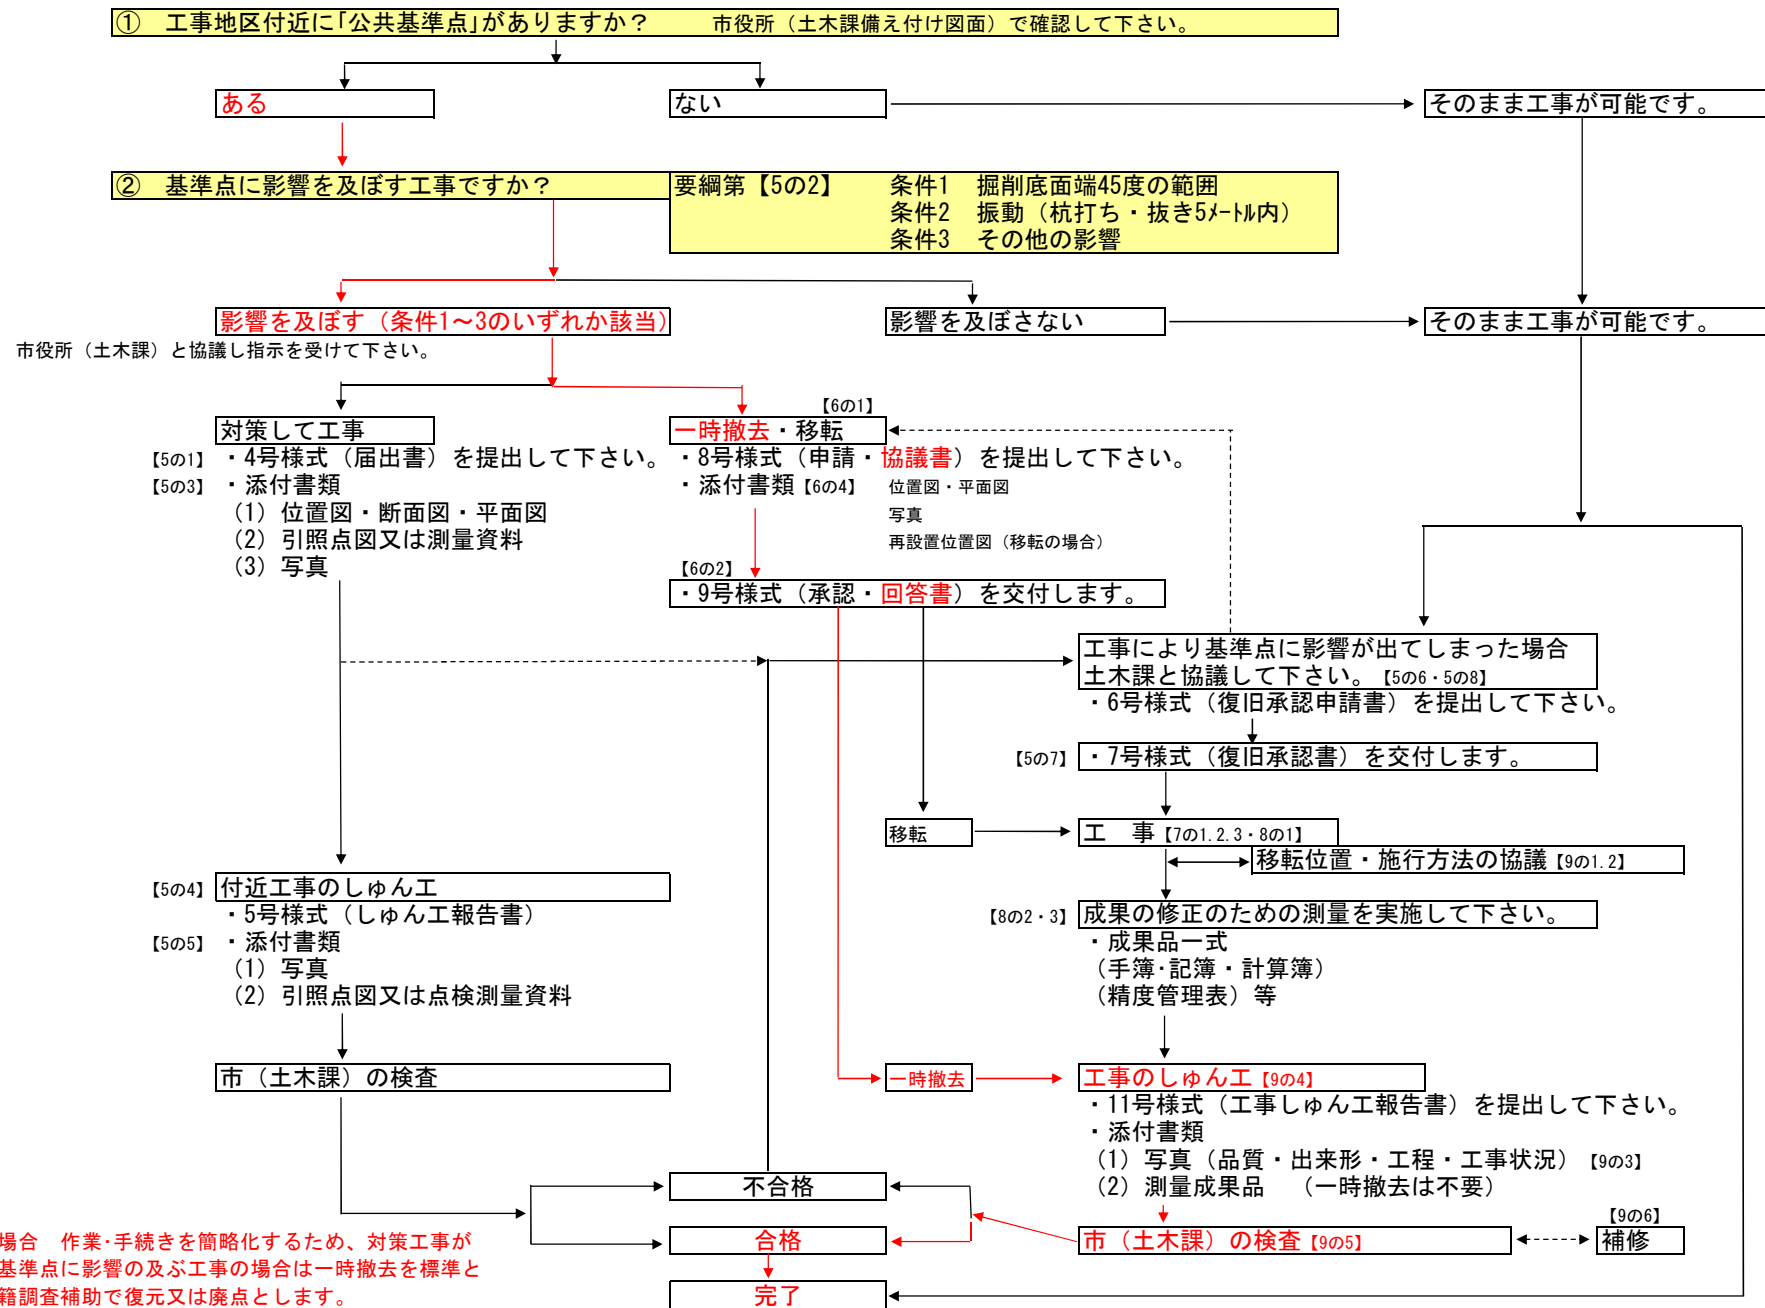 ① 工事地区付近に｢公共基準点｣がありますか？ 市役所（土木課備え付け図面）で確認して下さい。
ある
ない
そのまま工事が可能です。
② 基準点に影響を及ぼす工事ですか？
要綱第【5の2】 条件1 掘削底面端45度の範囲
条件2 振動（杭打ち・抜き5ﾒｰﾄﾙ内）
条件3 その他の影響
影響を及ぼす（条件1～3のいずれか該当）
影響を及ぼさない
そのまま工事が可能です。
市役所（土木課）と協議し指示を受けて下さい。
対策して工事
【5の1】 ・4号様式（届出書）を提出して下さい。
【5の3】 ・添付書類
（1）位置図・断面図・平面図
（2）引照点図又は測量資料
（3）写真
【6の1】
一時撤去・移転
・8号様式（申請・協議書）を提出して下さい。
・添付書類【6の4】 位置図・平面図
写真
再設置位置図（移転の場合）
【6の2】
・9号様式（承認・回答書）を交付します。
工事により基準点に影響が出てしまった場合
土木課と協議して下さい。【5の6・5の8】
・6号様式（復旧承認申請書）を提出して下さい。
【5の7】 ・7号様式（復旧承認書）を交付します。
移転
工 事【7の1.2.3・8の1】
移転位置・施行方法の協議【9の1.2】
【5の4】 付近工事のしゅん工
・5号様式（しゅん工報告書）
【5の5】 ・添付書類
（1）写真
（2）引照点図又は点検測量資料
【8の2・3】 成果の修正のための測量を実施して下さい。
・成果品一式
（手簿･記簿・計算簿）
（精度管理表）等
市（土木課）の検査
一時撤去
工事のしゅん工【9の4】
・11号様式（工事しゅん工報告書）を提出して下さい。
・添付書類
（1）写真（品質・出来形・工程・工事状況）【9の3】
（2）測量成果品 （一時撤去は不要）
不合格
合格
市（土木課）の検査【9の5】
【9の6】
補修
完了
場合 作業･手続きを簡略化するため、対策工事が
基準点に影響の及ぶ工事の場合は一時撤去を標準と
籍調査補助で復元又は廃点とします。